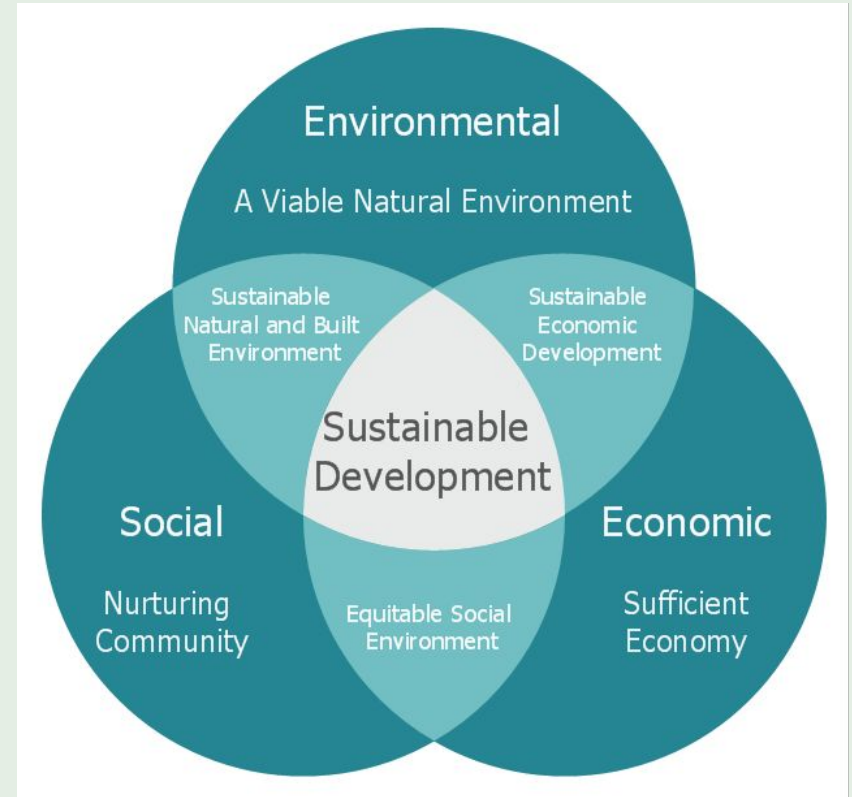 Environmental
A Viable Natural Environment
Sustainable
Natural and Built
Environment
Sustainable
Economic
Development
Sustainable
Development
Social
Nurturing
Community
Equitable Social
Environment
Economic
Sufficient
Economy